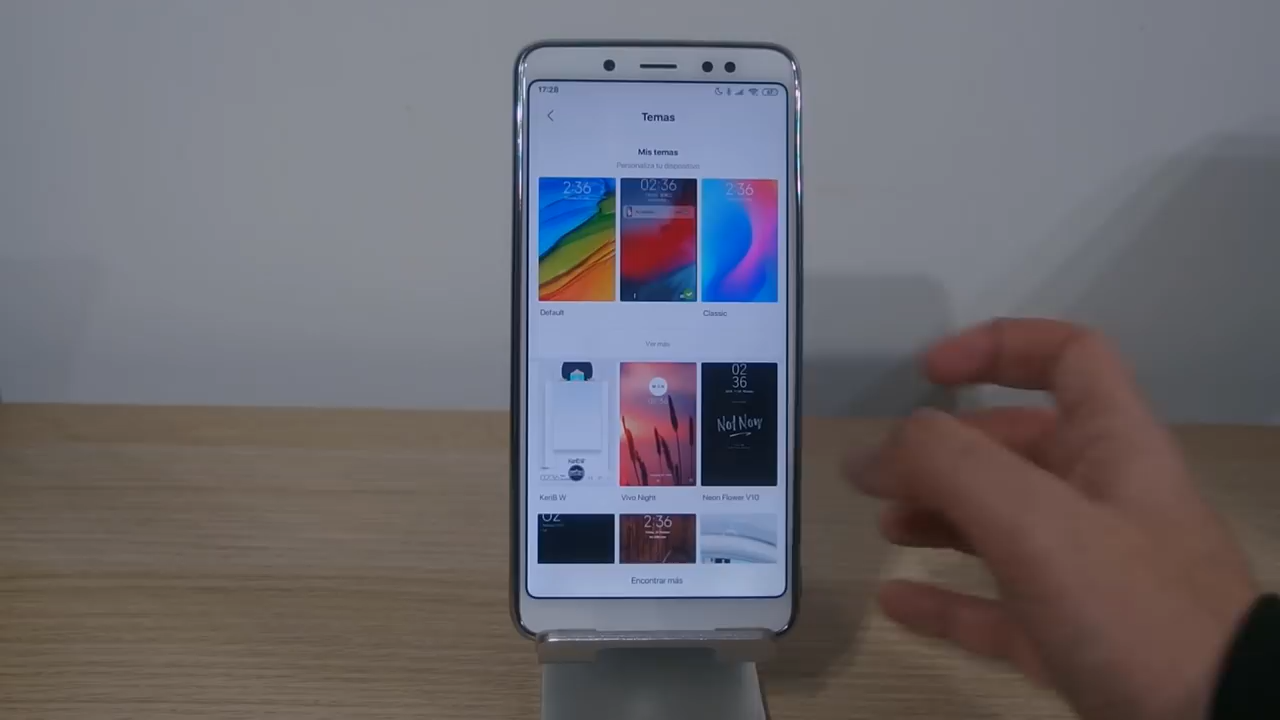 17:28
Temas
Mis temas
Personaliza tu dispositivo
2:36
02:36
2:36
Default
Classic
Ver más
02
36
Not Now
KeriB W
Vivo Night
Neon Flower V10
02
2:36
Encontrar más